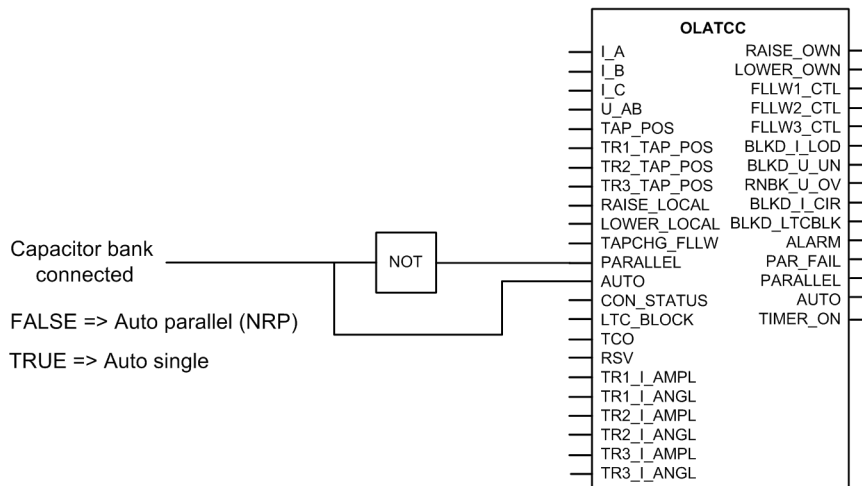 OLATCC
I_A
I_B
I_C
U_AB
TAP_POS
TR1_TAP_POS
TR2_TAP_POS
TR3_TAP_POS
RAISE_LOCAL
LOWER_LOCAL
TAPCHG_FLLW
PARALLEL
AUTO
CON_STATUS
LTC_BLOCK
TCO
RSV
TR1_I_AMPL
TR1_I_ANGL
TR2_I_AMPL
TR2_I_ANGL
TR3_I_AMPL
TR3_I_ANGL
RAISE_OWN
LOWER_OWN
FLLW1_CTL
FLLW2_CTL
FLLW3_CTL
BLKD_I_LOD
BLKD_U_UN
RNBK_U_OV
BLKD_I_CIR
BLKD_LTCBLK
ALARM
PAR_FAIL
PARALLEL
AUTO
TIMER_ON
Capacitor bank
connected
NOT
FALSE => Auto parallel (NRP)
TRUE => Auto single